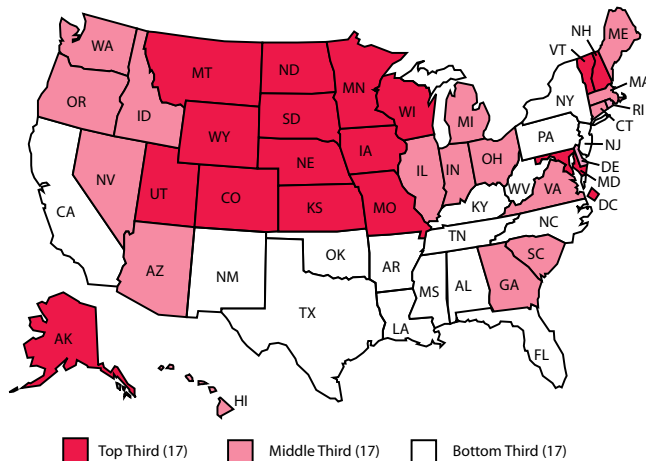 NH
VT
ME
WA
MT
ND
MN
MA
OR
ID
WI
NY
RI
SD
MI
CT
WY
PA
NJ
IA
NE
OH
DE
IL
IN
NV
UT
CO
WV
VA
MD
CA
KS
MO
KY
DC
NC
TN
OK
AZ
NM
AR
SC
MS
AL
GA
TX
LA
AK
FL
HI
Top Third (17)
Middle Third (17)
Bottom Third (17)